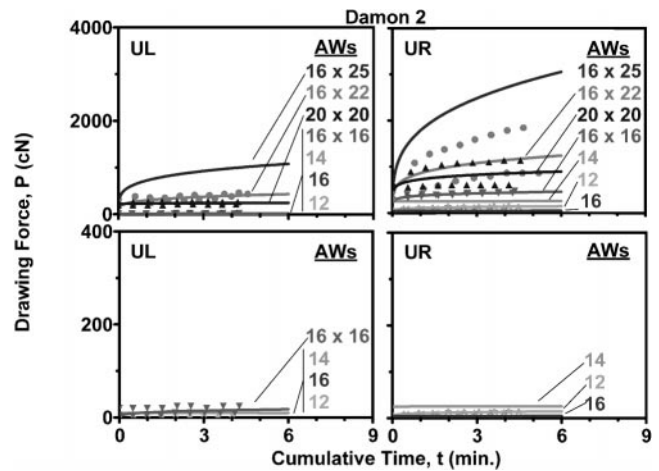 Damon 2
Drawing Force, P (cN)
4000
2000
0
UL
AWs
16 x 25
16 x 22
20 x 20
16 x 16
14
16
12
UR
AWs
16 x 25
16 x 22
20 x 20
16 x 16
14
12
16
400
200
0
UL
AWs
16 x 16
14
16
12
0 3 6 9
UR
AWs
14
12
16
0 3 6 9
Cumulative Time, t (min.)